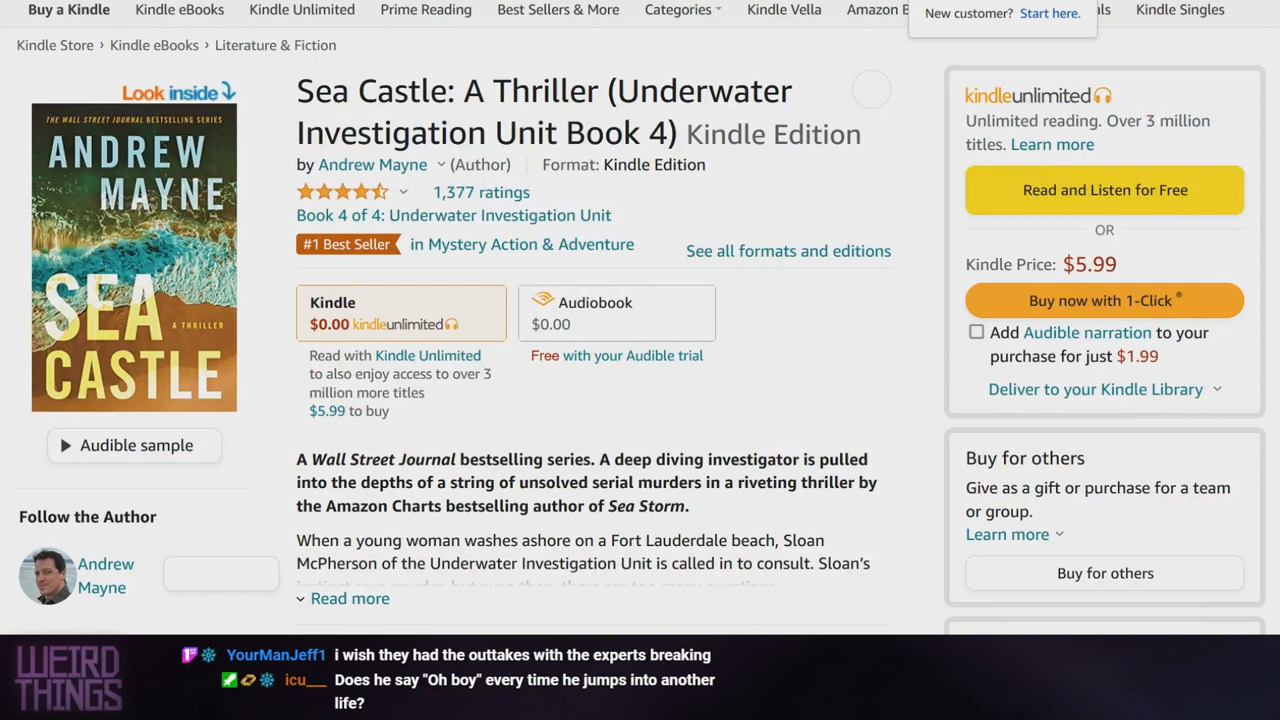 Buy a Kindle Kindle eBooks Kindle Unlimited Prime Reading Best Sellers & More Categories Kindle Vella Amazon Kindle Singles
New customer? Start here.
Kindle Store › Kindle eBooks › Literature & Fiction
Look inside
THE WALL STREET JOURNAL BESTSELLING SERIES
ANDREW
MAYNE
SEA
A THRILLER
CASTLE
Audible sample
Follow the Author
Andrew
Mayne
Sea Castle: A Thriller (Underwater
Investigation Unit Book 4) Kindle Edition
by Andrew Mayne (Author) Format: Kindle Edition
1,377 ratings
Book 4 of 4: Underwater Investigation Unit
#1 Best Seller in Mystery Action & Adventure
See all formats and editions
Kindle
$0.00 kindleunlimited
Audiobook
$0.00
Read with Kindle Unlimited
to also enjoy access to over 3
million more titles
$5.99 to buy
Free with your Audible trial
A Wall Street Journal bestselling series. A deep diving investigator is pulled
into the depths of a string of unsolved serial murders in a riveting thriller by
the Amazon Charts bestselling author of Sea Storm.
When a young woman washes ashore on a Fort Lauderdale beach, Sloan
McPherson of the Underwater Investigation Unit is called in to consult. Sloan's
Read more
kindleunlimited
Unlimited reading. Over 3 million
titles. Learn more
Read and Listen for Free
OR
Kindle Price: $5.99
Buy now with 1-Click ®
Add Audible narration to your
purchase for just $1.99
Deliver to your Kindle Library
Buy for others
Give as a gift or purchase for a team
or group.
Learn more
Buy for others
WEIRD
THINGS
YourManJeff1 i wish they had the outtakes with the experts breaking
icu___ Does he say "Oh boy" every time he jumps into another
life?